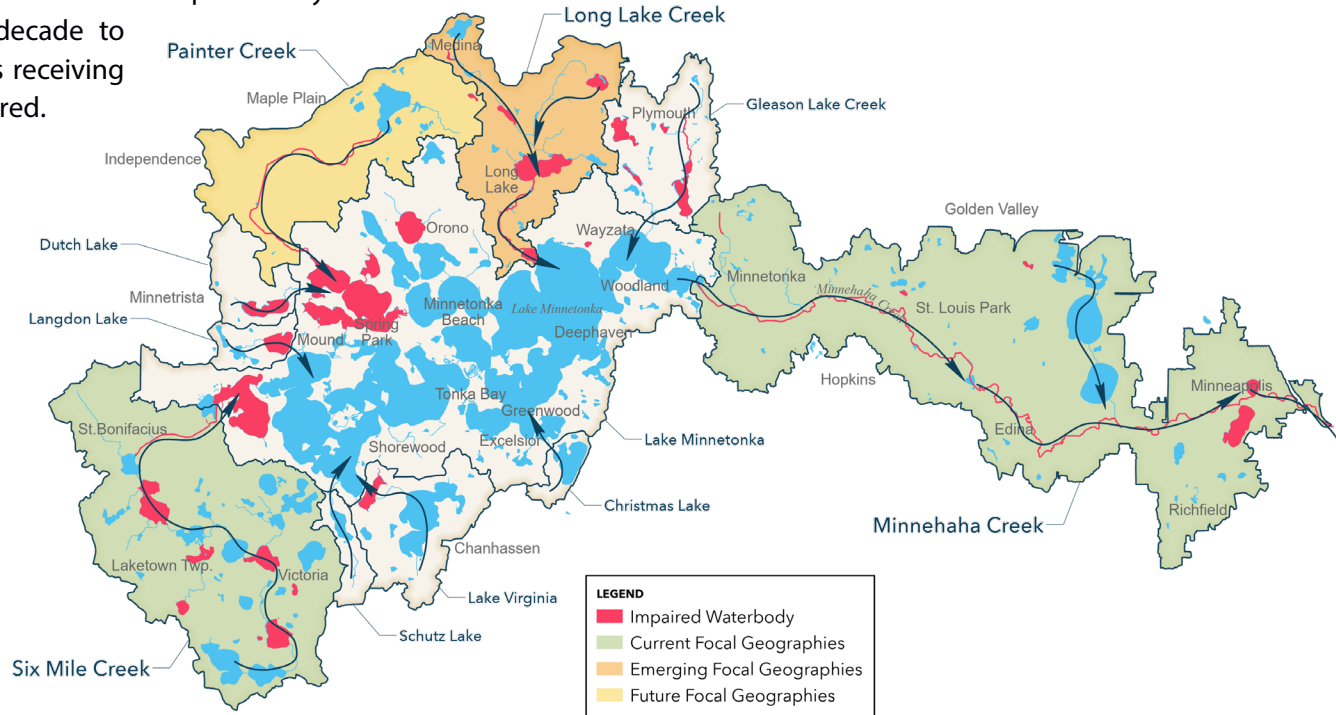 decade to
s receiving
red.
Long Lake Creek
Painter Creek
Medina
Maple Plain
Plymouth
Gleason Lake Creek
Independence
Long
Lake
Golden Valley
Orono
Wayzata
Dutch Lake
Minnetonka
Woodland
Minnetrista
Minnetonka
Beach
Lake Minnetonka
Minnehaha Cre
St. Louis Park
Langdon Lake
Spring
Park
Mound
Deephaven
Hopkins
Minneapolis
Tonka Bay
Greenwood
St.Bonifacius
Edina
Excelsior
Lake Minnetonka
Shorewood
Christmas Lake
Richfield
Minnehaha Creek
Chanhassen
Laketown Twp.
Victoria
Lake Virginia
Schutz Lake
Six Mile Creek
LEGEND
Impaired Waterbody
Current Focal Geographies
Emerging Focal Geographies
Future Focal Geographies